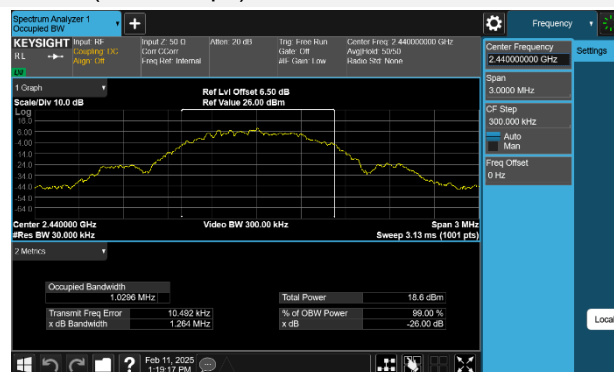 Spectrum Analyzer 1
Occupied BW
Frequency
KEYSIGHT Input: RF Input Z: 50 Ω Atten: 20 dB Trig: Free Run Center Freq: 2.440000000 GHz
RL Coupling: DC Corr CCorr Gate: Off Avg|Hold: 50/50
Align: Off Freq Ref: Internal #IF Gain: Low Radio Std: None
LV
Center Frequency
2.440000000 GHz
Settings
Span
3.0000 MHz
CF Step
300.000 kHz
Auto
Man
Freq Offset
0 Hz
1 Graph
Scale/Div 10.0 dB
Ref Lvl Offset 6.50 dB
Ref Value 26.00 dBm
Log
16.0
6.00
-4.00
-14.0
-24.0
-34.0
-44.0
-54.0
-64.0
Center 2.440000 GHz Video BW 300.00 kHz Span 3 MHz
#Res BW 30.000 kHz Sweep 3.13 ms (1001 pts)
2 Metrics
Occupied Bandwidth
1.0296 MHz Total Power 18.6 dBm
Transmit Freq Error 10.492 kHz % of OBW Power 99.00 %
x dB Bandwidth 1.264 MHz x dB -26.00 dB
Local
Feb 11, 2025
1:19:17 PM